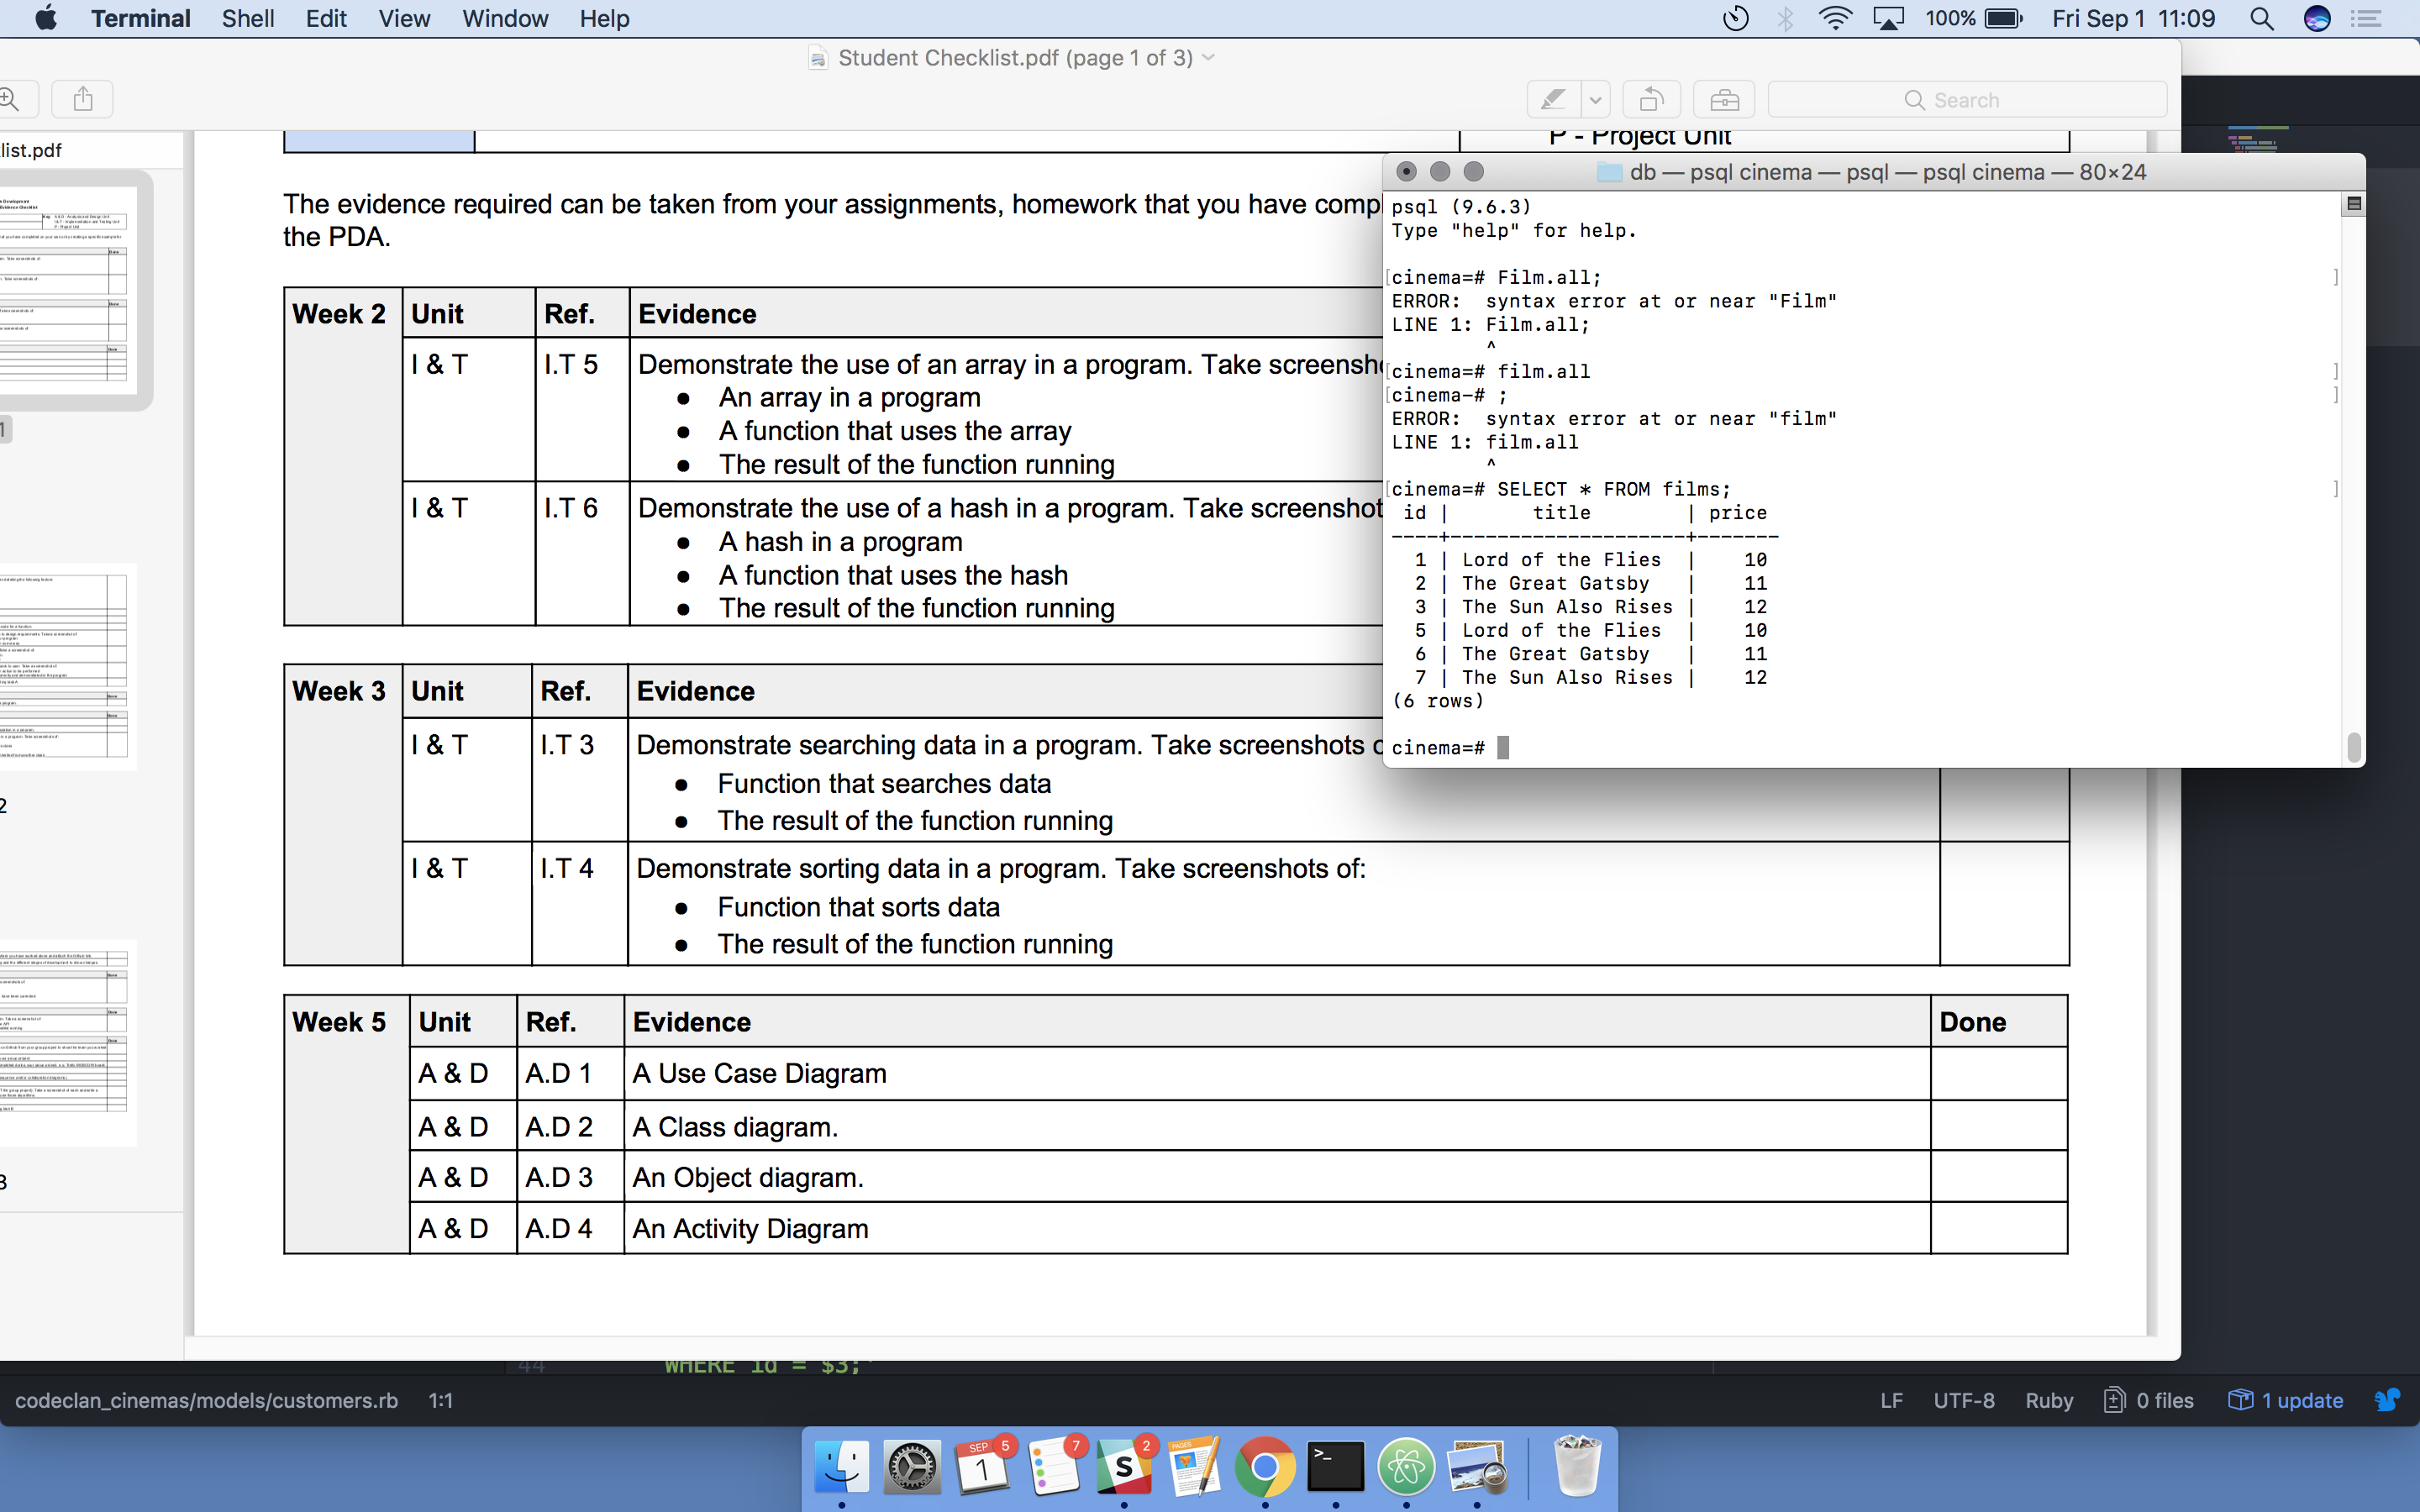 Terminal Shell Edit View Window Help 100% Fri Sep 1 11:09
Student Checklist.pdf (page 1 of 3)
Search
list.pdf
P - Project Unit
The evidence required can be taken from your assignments, homework that you have comp
the PDA.
Week 2 Unit Ref. Evidence
I & T I.T 5 Demonstrate the use of an array in a program. Take screensh
● An array in a program
● A function that uses the array
● The result of the function running
I & T I.T 6 Demonstrate the use of a hash in a program. Take screenshot
● A hash in a program
● A function that uses the hash
● The result of the function running
Week 3 Unit Ref. Evidence
I & T I.T 3 Demonstrate searching data in a program. Take screenshots
● Function that searches data
● The result of the function running
I & T I.T 4 Demonstrate sorting data in a program. Take screenshots of:
● Function that sorts data
● The result of the function running
Week 5 Unit Ref. Evidence Done
A & D A.D 1 A Use Case Diagram
A & D A.D 2 A Class diagram.
A & D A.D 3 An Object diagram.
A & D A.D 4 An Activity Diagram
1
2
3
db — psql cinema — psql — psql cinema — 80×24
psql (9.6.3)
Type "help" for help.
[cinema=# Film.all; ]
ERROR:  syntax error at or near "Film"
LINE 1: Film.all;
^
[cinema=# film.all ]
[cinema-# ; ]
ERROR:  syntax error at or near "film"
LINE 1: film.all
^
[cinema=# SELECT * FROM films; ]
id | title | price
----+--------------------+-------
1 | Lord of the Flies | 10
2 | The Great Gatsby | 11
3 | The Sun Also Rises | 12
5 | Lord of the Flies | 10
6 | The Great Gatsby | 11
7 | The Sun Also Rises | 12
(6 rows)
cinema=#
44 WHERE id = $3;"
codeclan_cinemas/models/customers.rb 1:1 LF UTF-8 Ruby 0 files 1 update
SEP 1 5 7 2 S PAGES >_